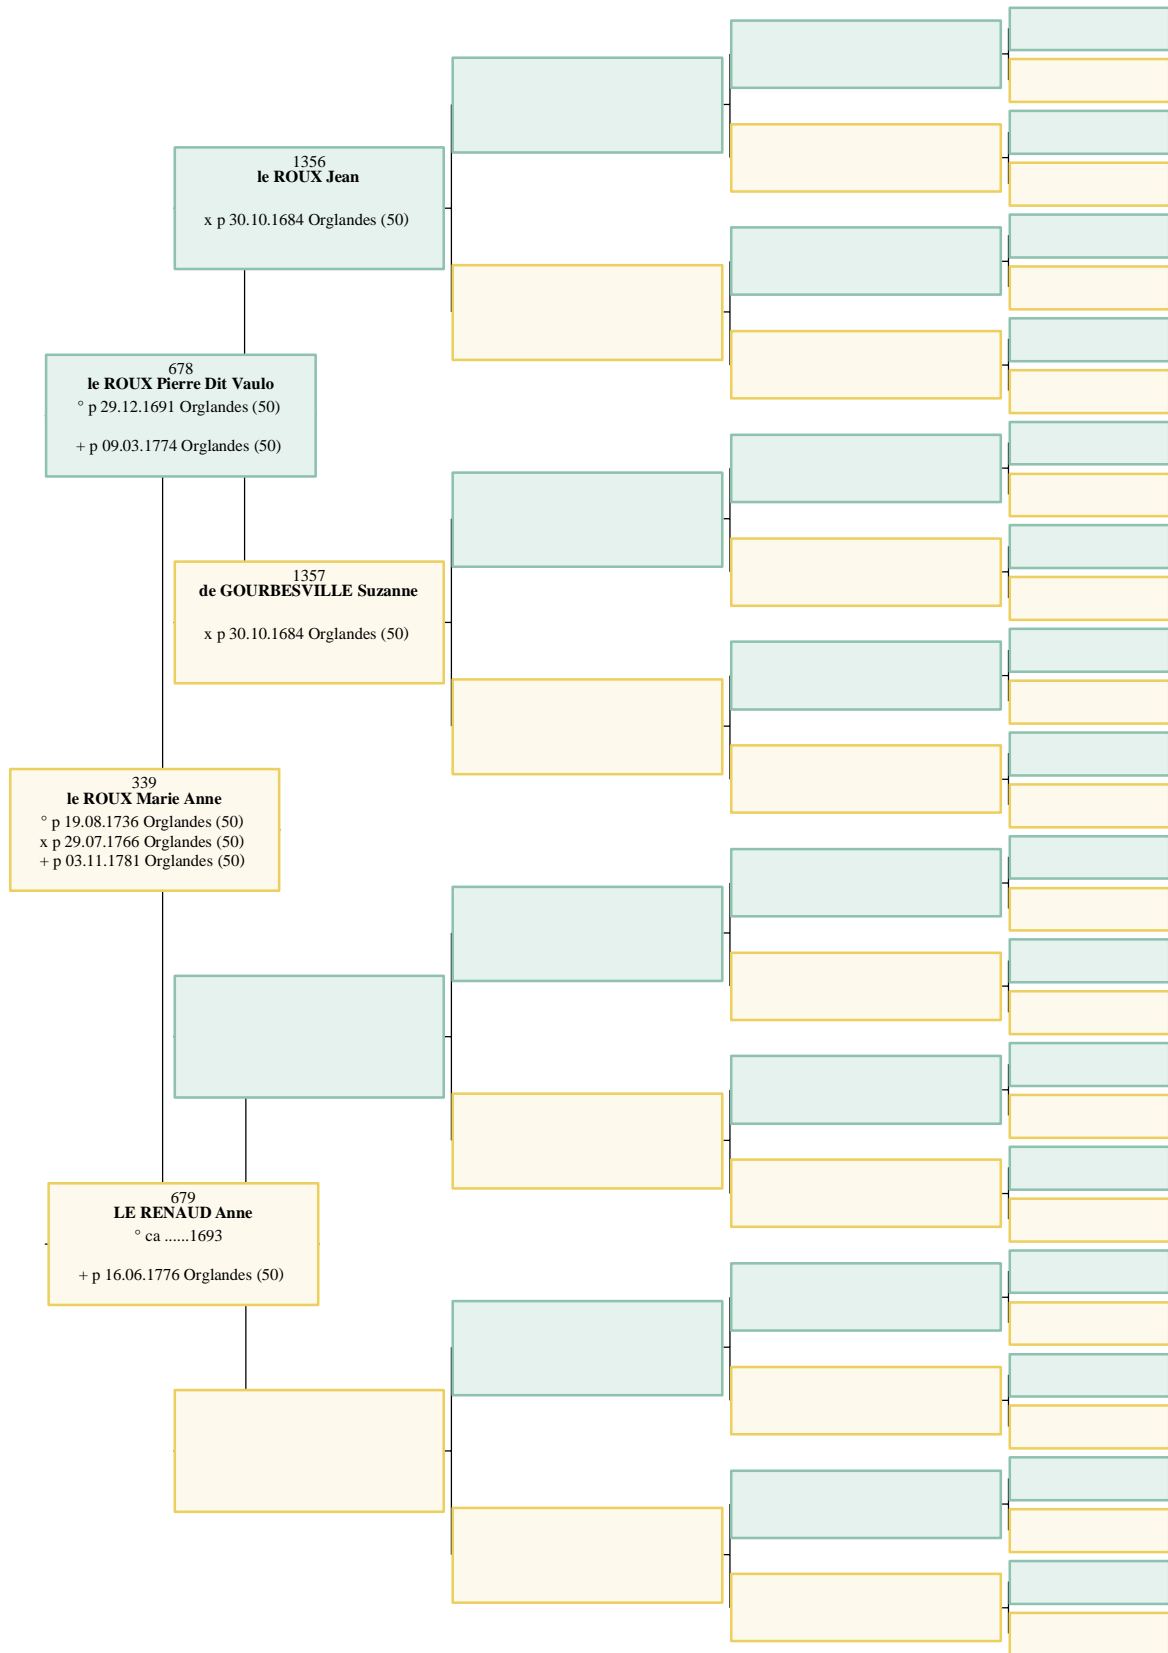 1356
le ROUX Jean
x p 30.10.1684 Orglandes (50)
678
le ROUX Pierre Dit Vaulo
° p 29.12.1691 Orglandes (50)
+ p 09.03.1774 Orglandes (50)
1357
de GOURBESVILLE Suzanne
x p 30.10.1684 Orglandes (50)
339
le ROUX Marie Anne
° p 19.08.1736 Orglandes (50)
x p 29.07.1766 Orglandes (50)
+ p 03.11.1781 Orglandes (50)
679
LE RENAUD Anne
° ca ......1693
+ p 16.06.1776 Orglandes (50)